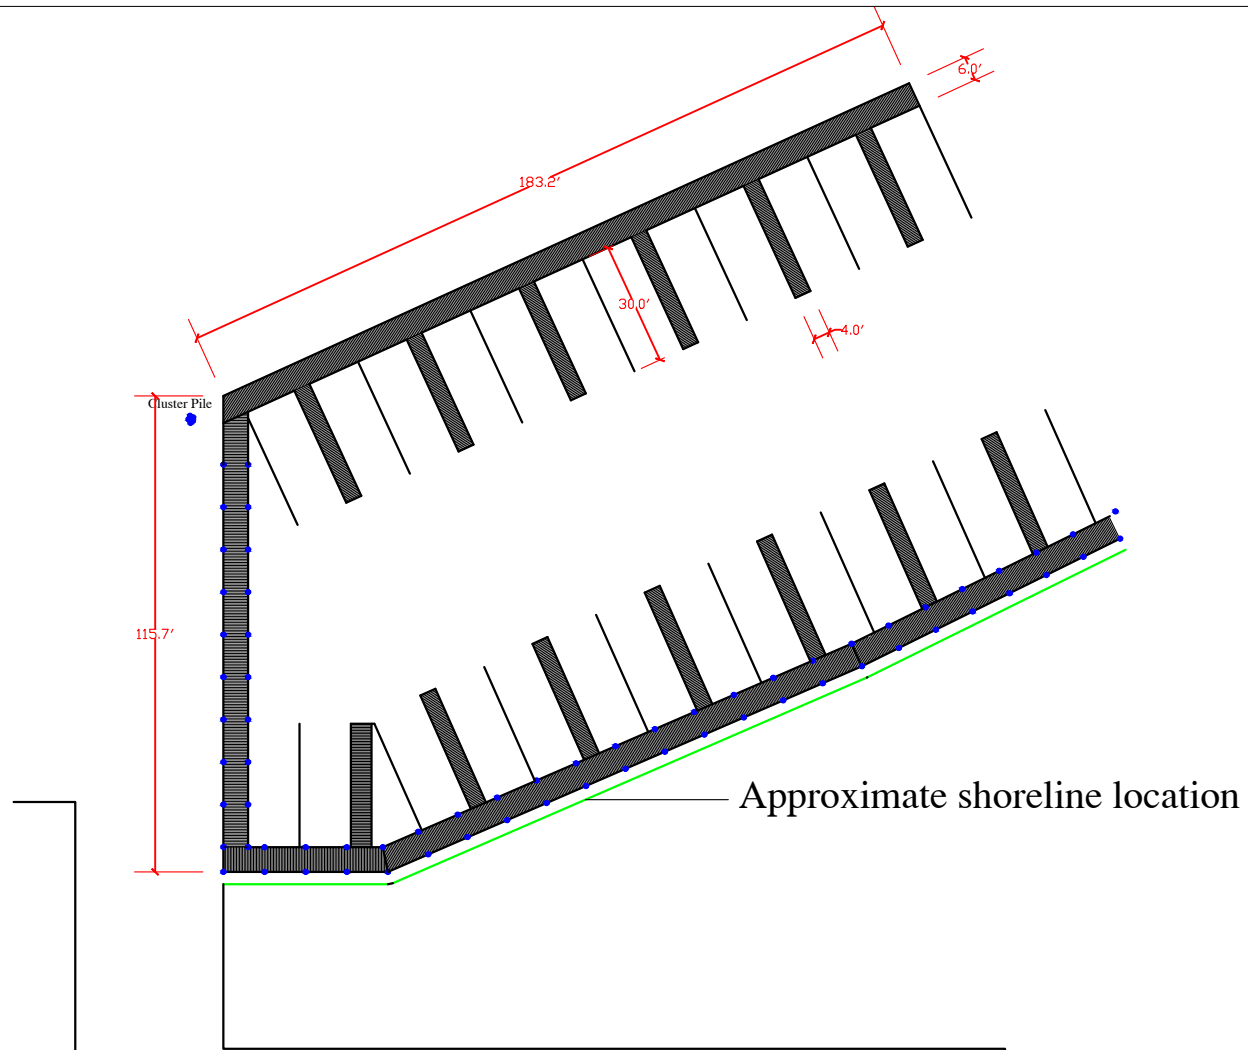 6.0'
183.2'
30.0'
4.0'
Cluster Pile
115.7'
Approximate shoreline location